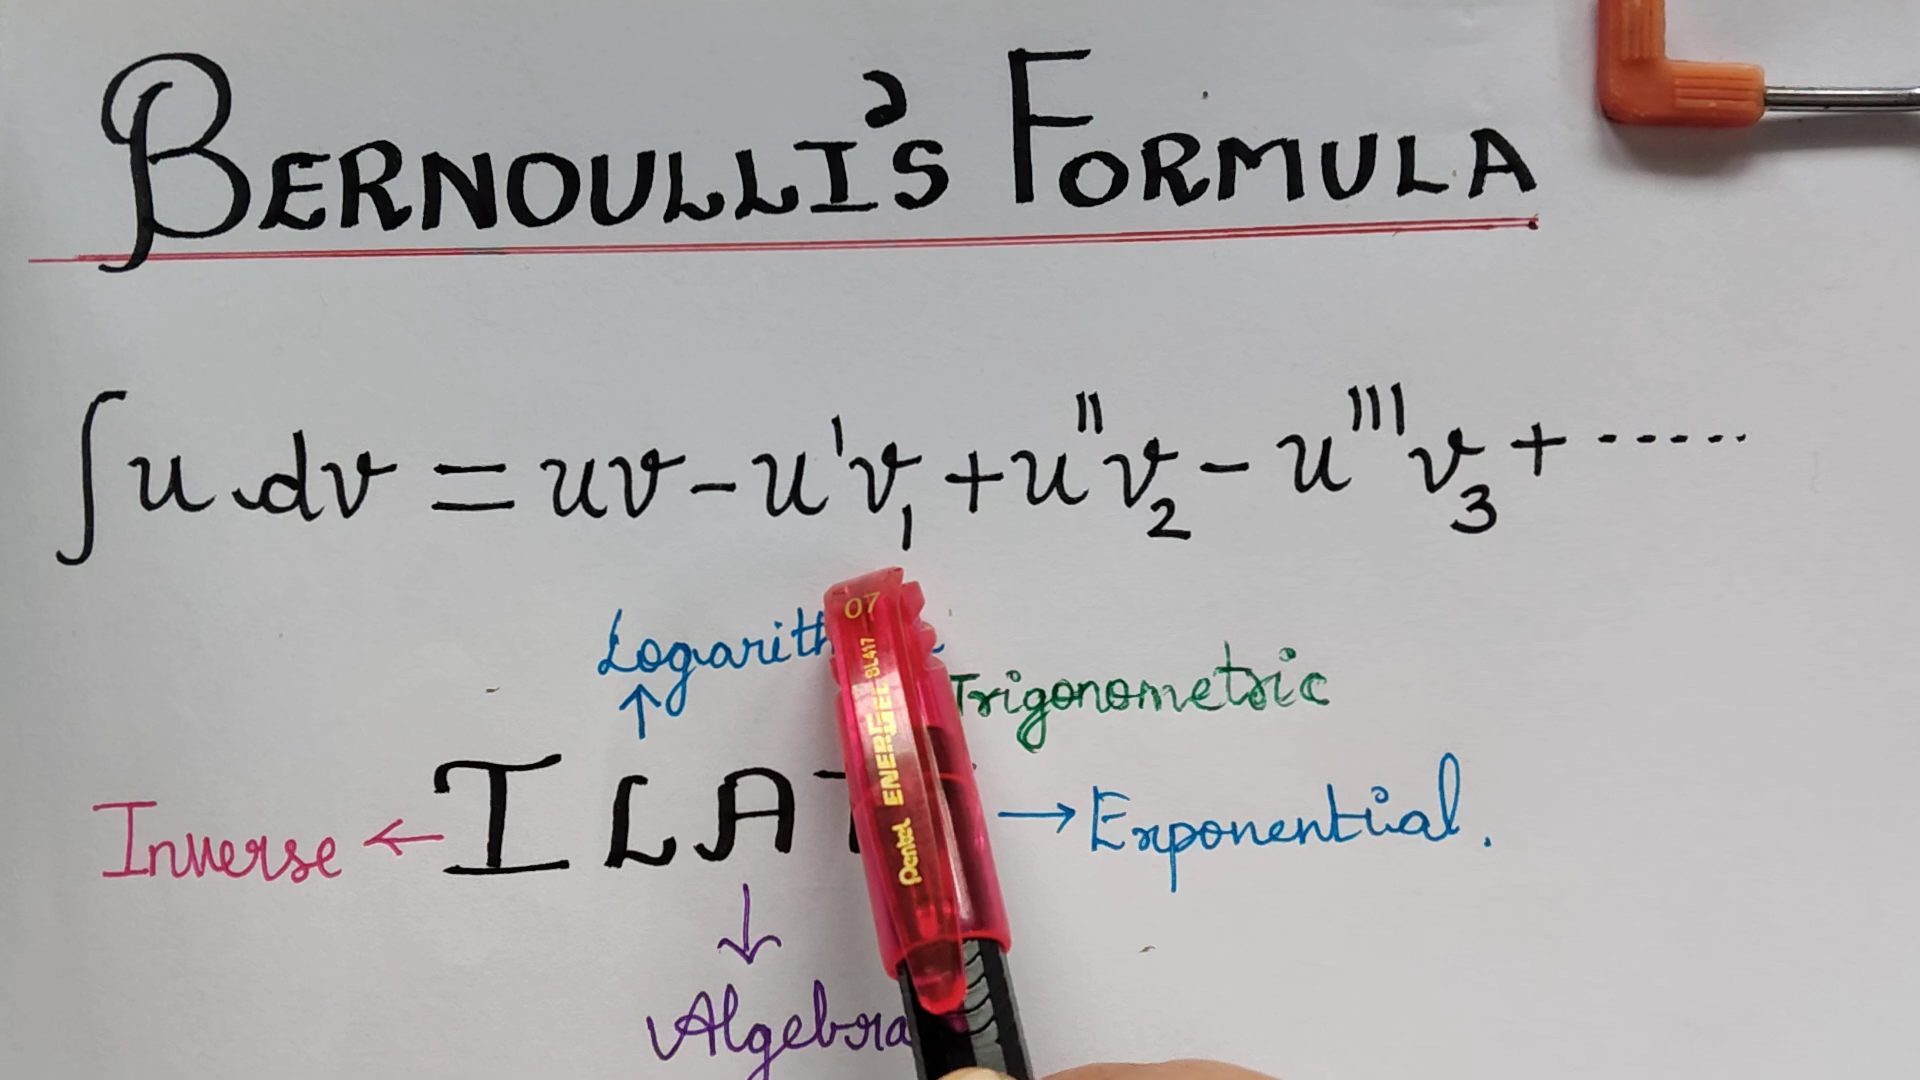 BERNOULLI'S FORMULA
∫u.dv = uv - u'v₁ + u''v₂ - u'''v₃ + ......
↑
Trigonometric
Inverse ← I L A → Exponential.
↓
07
PENTEL ENERGEL BL417